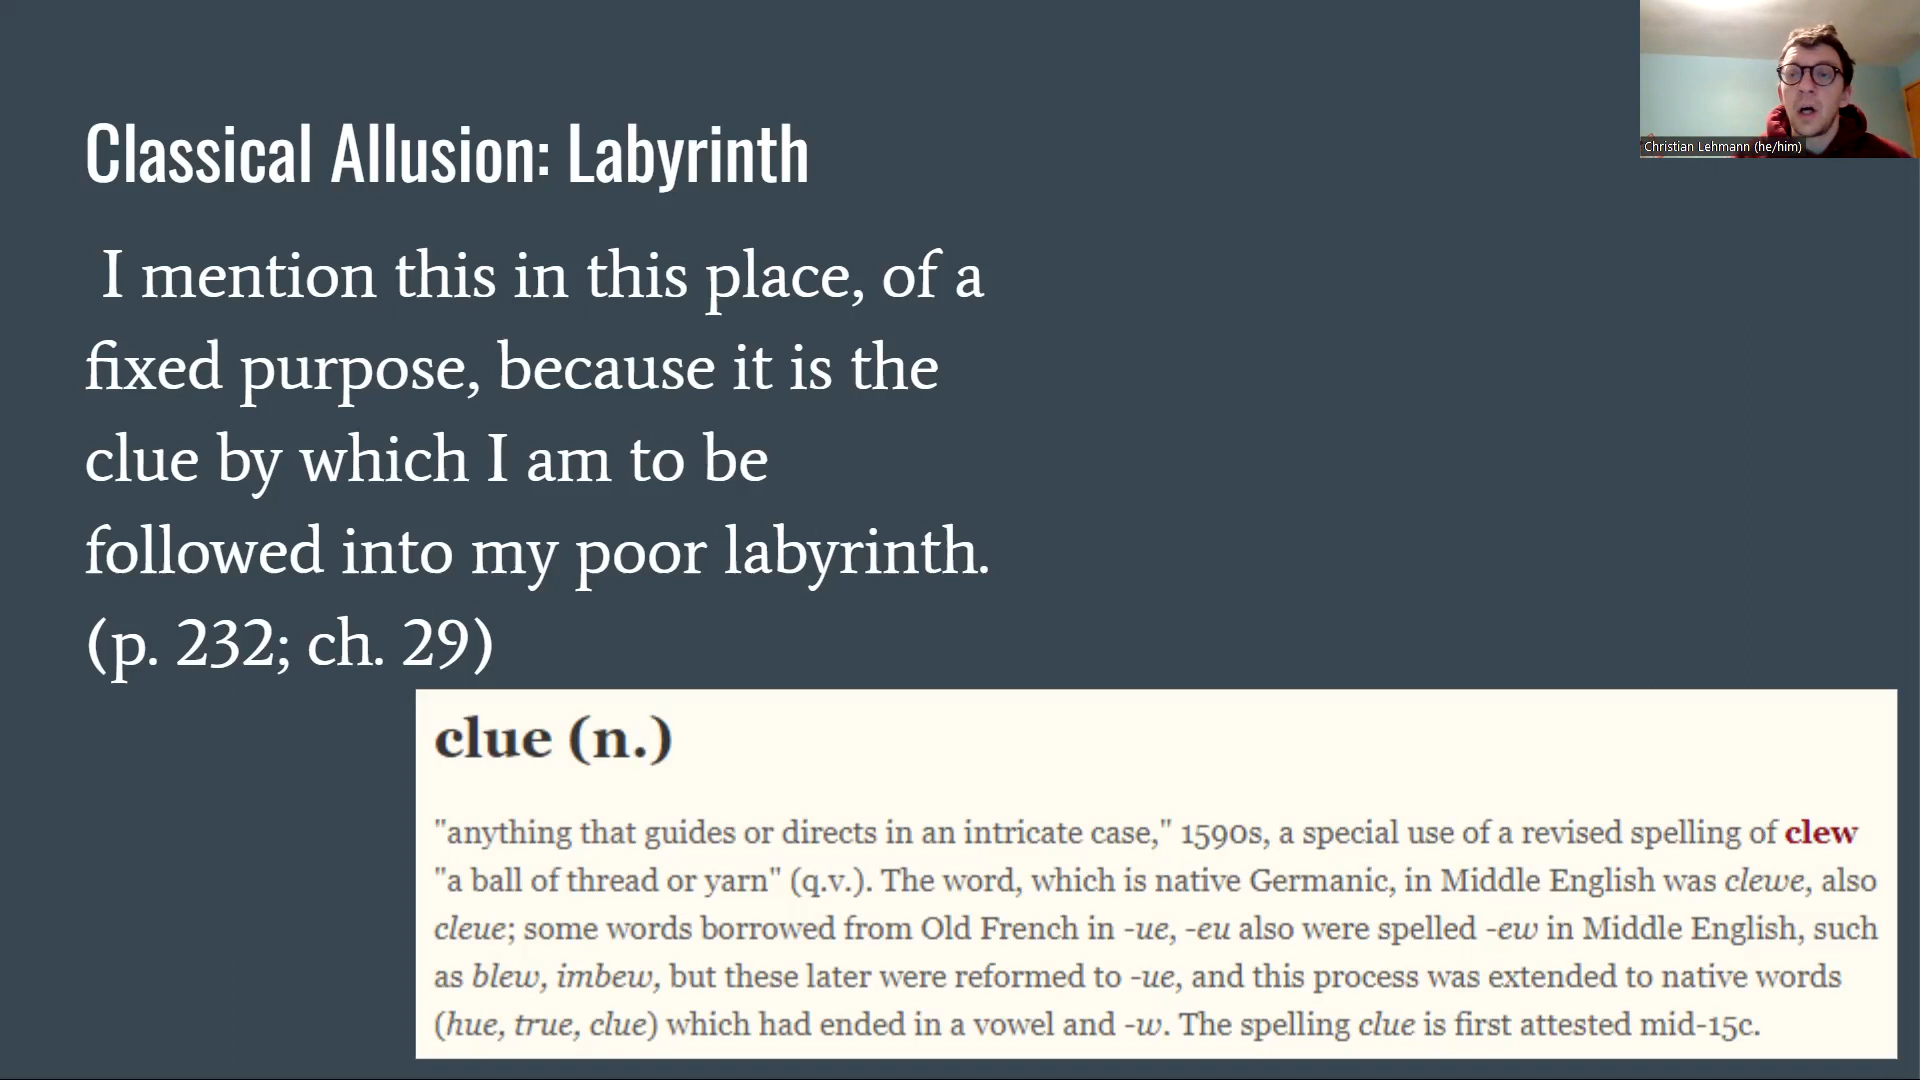 Classical Allusion: Labyrinth
I mention this in this place, of a
fixed purpose, because it is the
clue by which I am to be
followed into my poor labyrinth.
(p. 232; ch. 29)
Christian Lehmann (he/him)
clue (n.)
"anything that guides or directs in an intricate case," 1590s, a special use of a revised spelling of clew
"a ball of thread or yarn" (q.v.). The word, which is native Germanic, in Middle English was clewe, also
cleue; some words borrowed from Old French in -ue, -eu also were spelled -ew in Middle English, such
as blew, imbew, but these later were reformed to -ue, and this process was extended to native words
(hue, true, clue) which had ended in a vowel and -w. The spelling clue is first attested mid-15c.